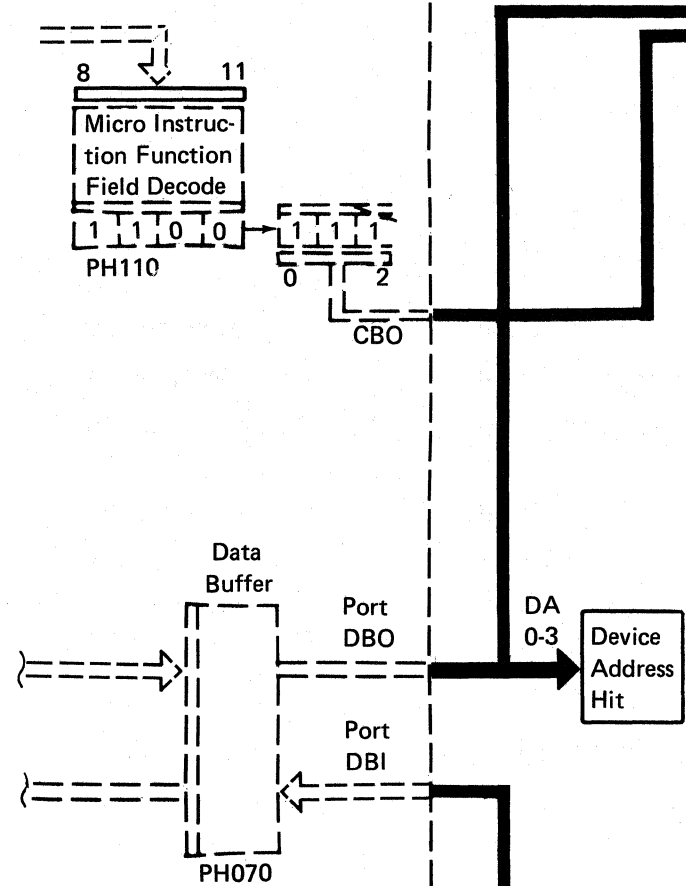 8 11
Micro Instruc-
tion Function
Field Decode
1 1 0 0
PH110
1 1 1
0 2
CBO
Data
Buffer
Port
DBO
DA
0-3
Device
Address
Hit
Port
DBI
PH070